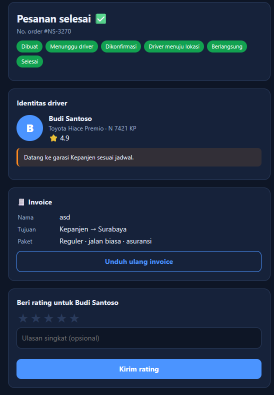 Pesanan selesai ✅
No. order #NS-3270
Dibuat
Menunggu driver
Dikonfirmasi
Driver menuju lokasi
Berlangsung
Selesai
Identitas driver
B
Budi Santoso
Toyota Hiace Premio · N 7421 KP
⭐ 4.9
Datang ke garasi Kepanjen sesuai jadwal.
🧾 Invoice
Nama asd
Tujuan Kepanjen → Surabaya
Paket Reguler · jalan biasa · asuransi
Unduh ulang invoice
Beri rating untuk Budi Santoso
★ ★ ★ ★ ★
Ulasan singkat (opsional)
Kirim rating